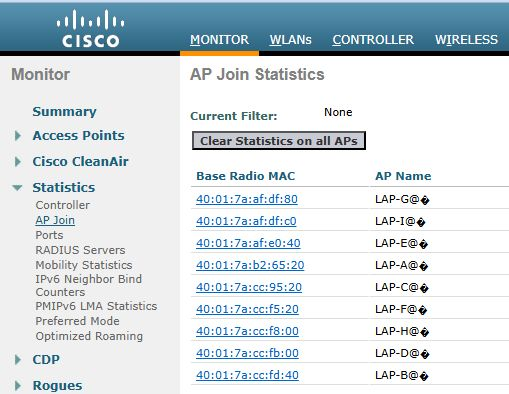 CISCO
MONITOR WLANs CONTROLLER WIRELESS
Monitor
Summary
Access Points
Cisco CleanAir
Statistics
Controller
AP Join
Ports
RADIUS Servers
Mobility Statistics
IPv6 Neighbor Bind
Counters
PMIPv6 LMA Statistics
Preferred Mode
Optimized Roaming
CDP
Rogues
AP Join Statistics
Current Filter: None
Clear Statistics on all APs
Base Radio MAC AP Name
40:01:7a:af:df:80 LAP-G@�
40:01:7a:af:df:c0 LAP-I@�
40:01:7a:af:e0:40 LAP-E@�
40:01:7a:b2:65:20 LAP-A@�
40:01:7a:cc:95:20 LAP-C@�
40:01:7a:cc:f5:20 LAP-F@�
40:01:7a:cc:f8:00 LAP-H@�
40:01:7a:cc:fb:00 LAP-D@�
40:01:7a:cc:fd:40 LAP-B@�